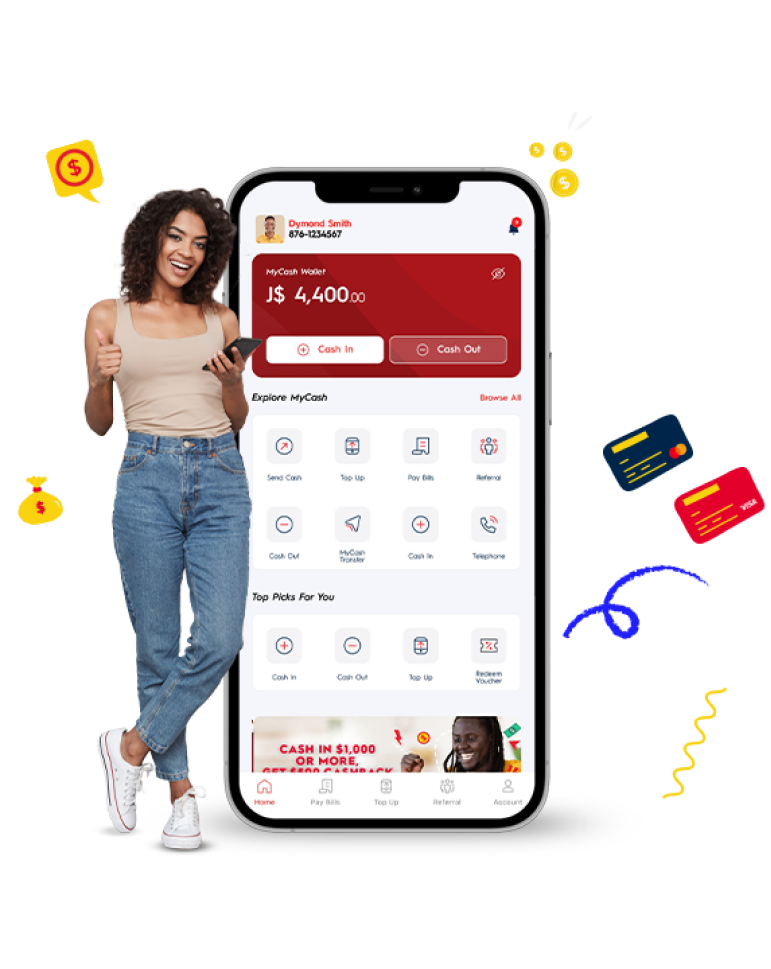 $
$
$
$
Dymond Smith
876-1234567
MyCash Wallet
J$ 4,400.00
Cash In
Cash Out
Explore MyCash
Browse All
Send Cash
Top Up
Pay Bills
Referral
Cash Out
MyCash
Transfer
Cash In
Telephone
VISA
$
Top Picks For You
Cash In
Cash Out
Top Up
Redeem
Voucher
CASH IN $1,000
OR MORE,
GET $500 CASHBACK
$
Home
Pay Bills
Top Up
Referral
Account